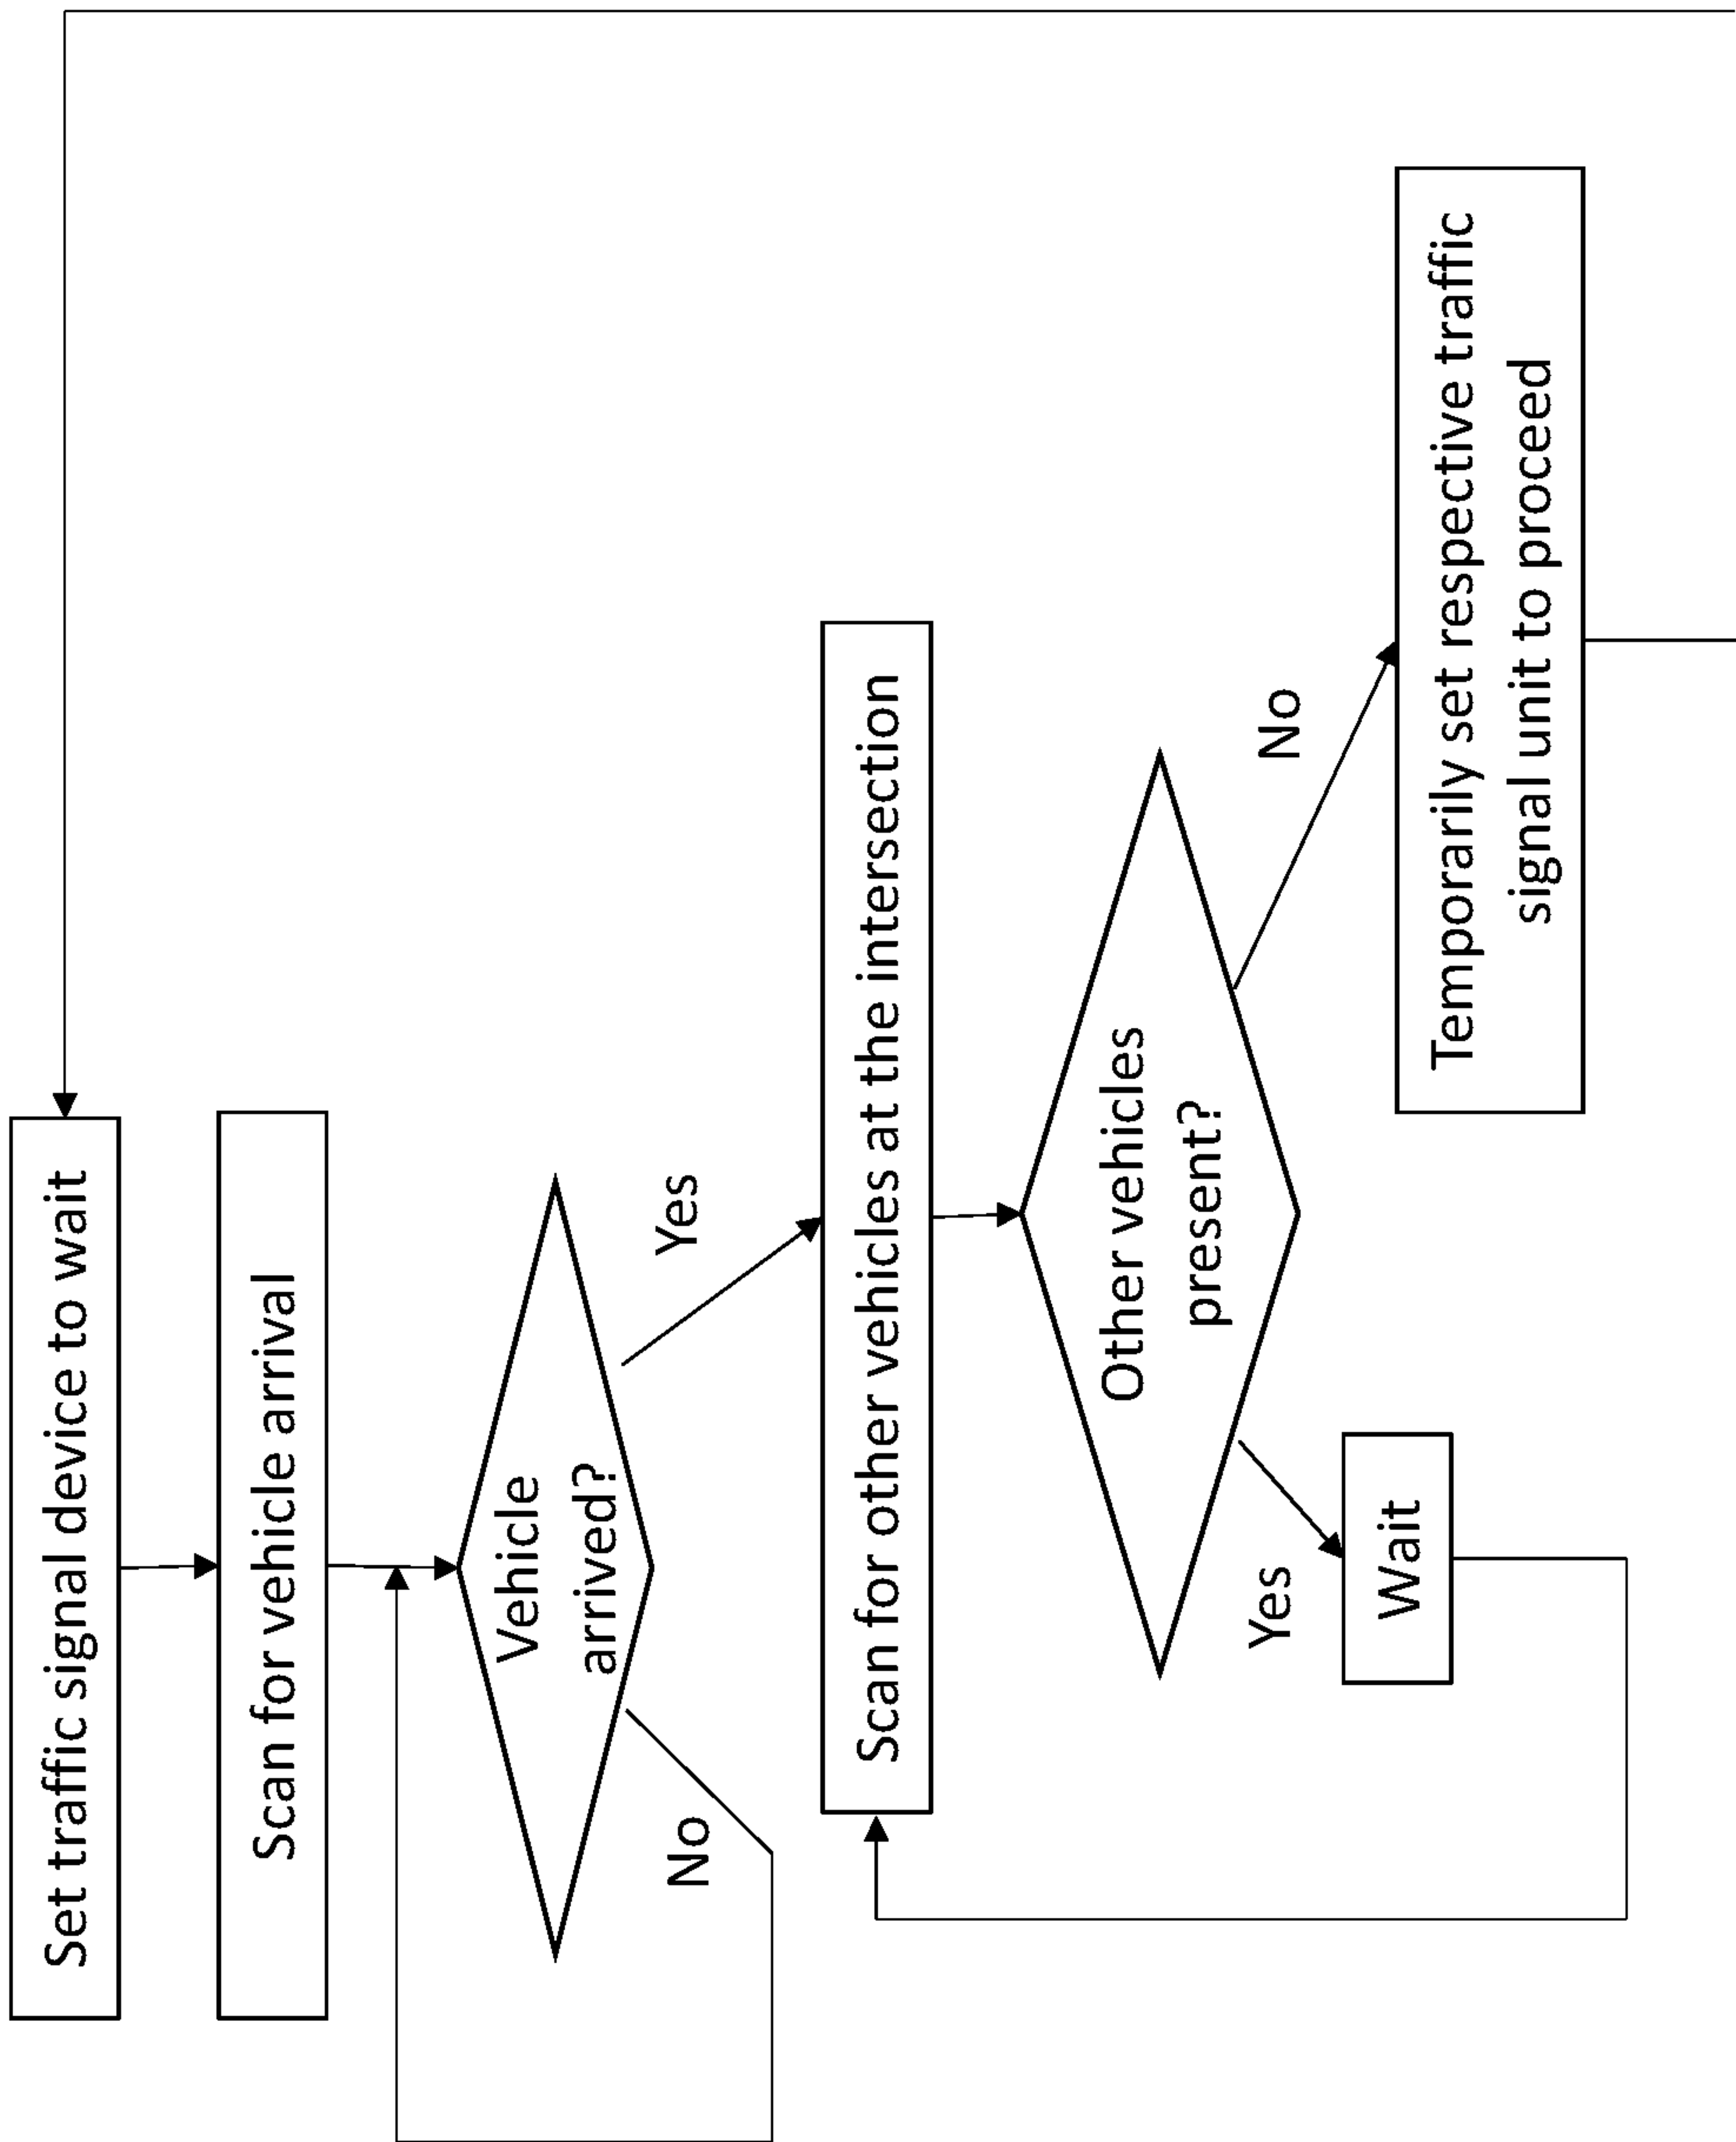 Set traffic signal device to wait
Scan for vehicle arrival
Vehicle
arrived?
No
Yes
Scan for other vehicles at the intersection
Other vehicles
present?
Yes
No
Wait
Temporarily set respective traffic
signal unit to proceed